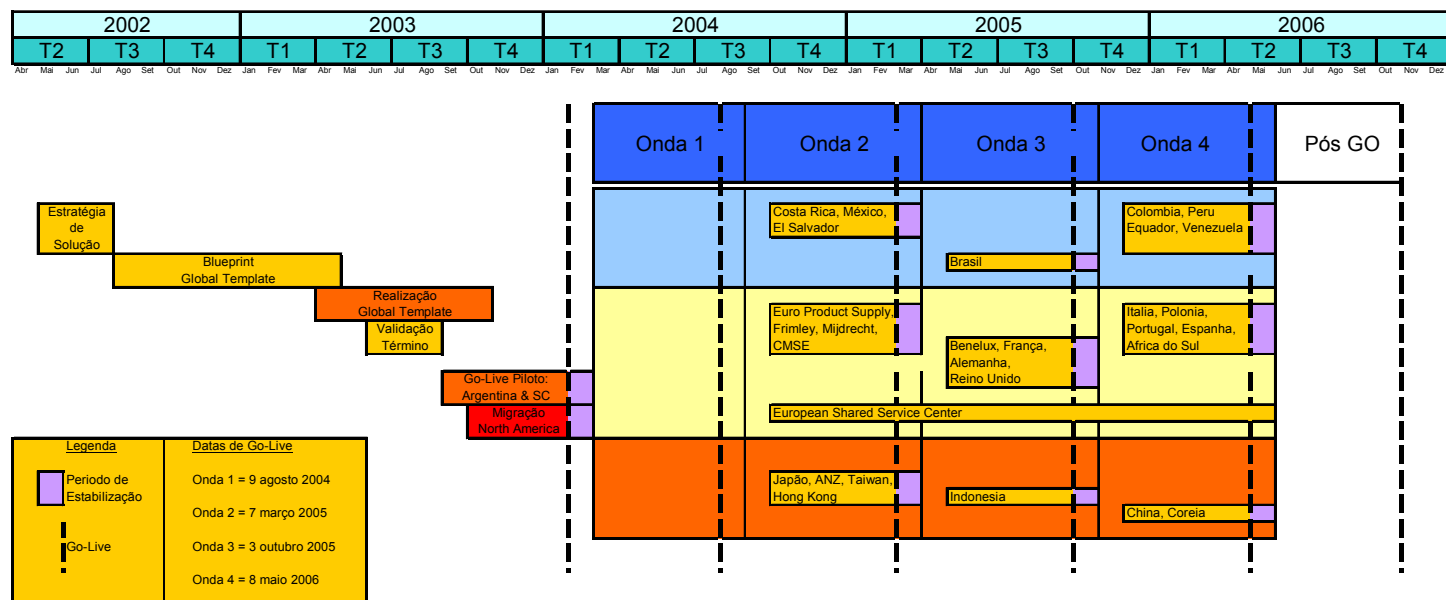 2002 2003 2004 2005 2006
T2 T3 T4 T1 T2 T3 T4 T1 T2 T3 T4 T1 T2 T3 T4 T1 T2 T3 T4
Abr Mai Jun Jul Ago Set Out Nov Dez Jan Fev Mar Abr Mai Jun Jul Ago Set Out Nov Dez Jan Fev Mar Abr Mai Jun Jul Ago Set Out Nov Dez Jan Fev Mar Abr Mai Jun Jul Ago Set Out Nov Dez Jan Fev Mar Abr Mai Jun Jul Ago Set Out Nov Dez
Onda 1 Onda 2 Onda 3 Onda 4 Pós GO
Estratégia
de
Solução
Costa Rica, México,
El Salvador
Colombia, Peru
Equador, Venezuela
Blueprint
Global Template
Brasil
Realização
Global Template
Validação
Término
Euro Product Supply,
Frimley, Mijdrecht,
CMSE
Benelux, França,
Alemanha,
Reino Unido
Italia, Polonia,
Portugal, Espanha,
Africa do Sul
Go-Live Piloto:
Argentina & SC
Migração
North America
European Shared Service Center
Japão, ANZ, Taiwan,
Hong Kong
Indonesia
China, Coreia
Legenda
Periodo de
Estabilização
Go-Live
Datas de Go-Live
Onda 1 = 9 agosto 2004
Onda 2 = 7 março 2005
Onda 3 = 3 outubro 2005
Onda 4 = 8 maio 2006